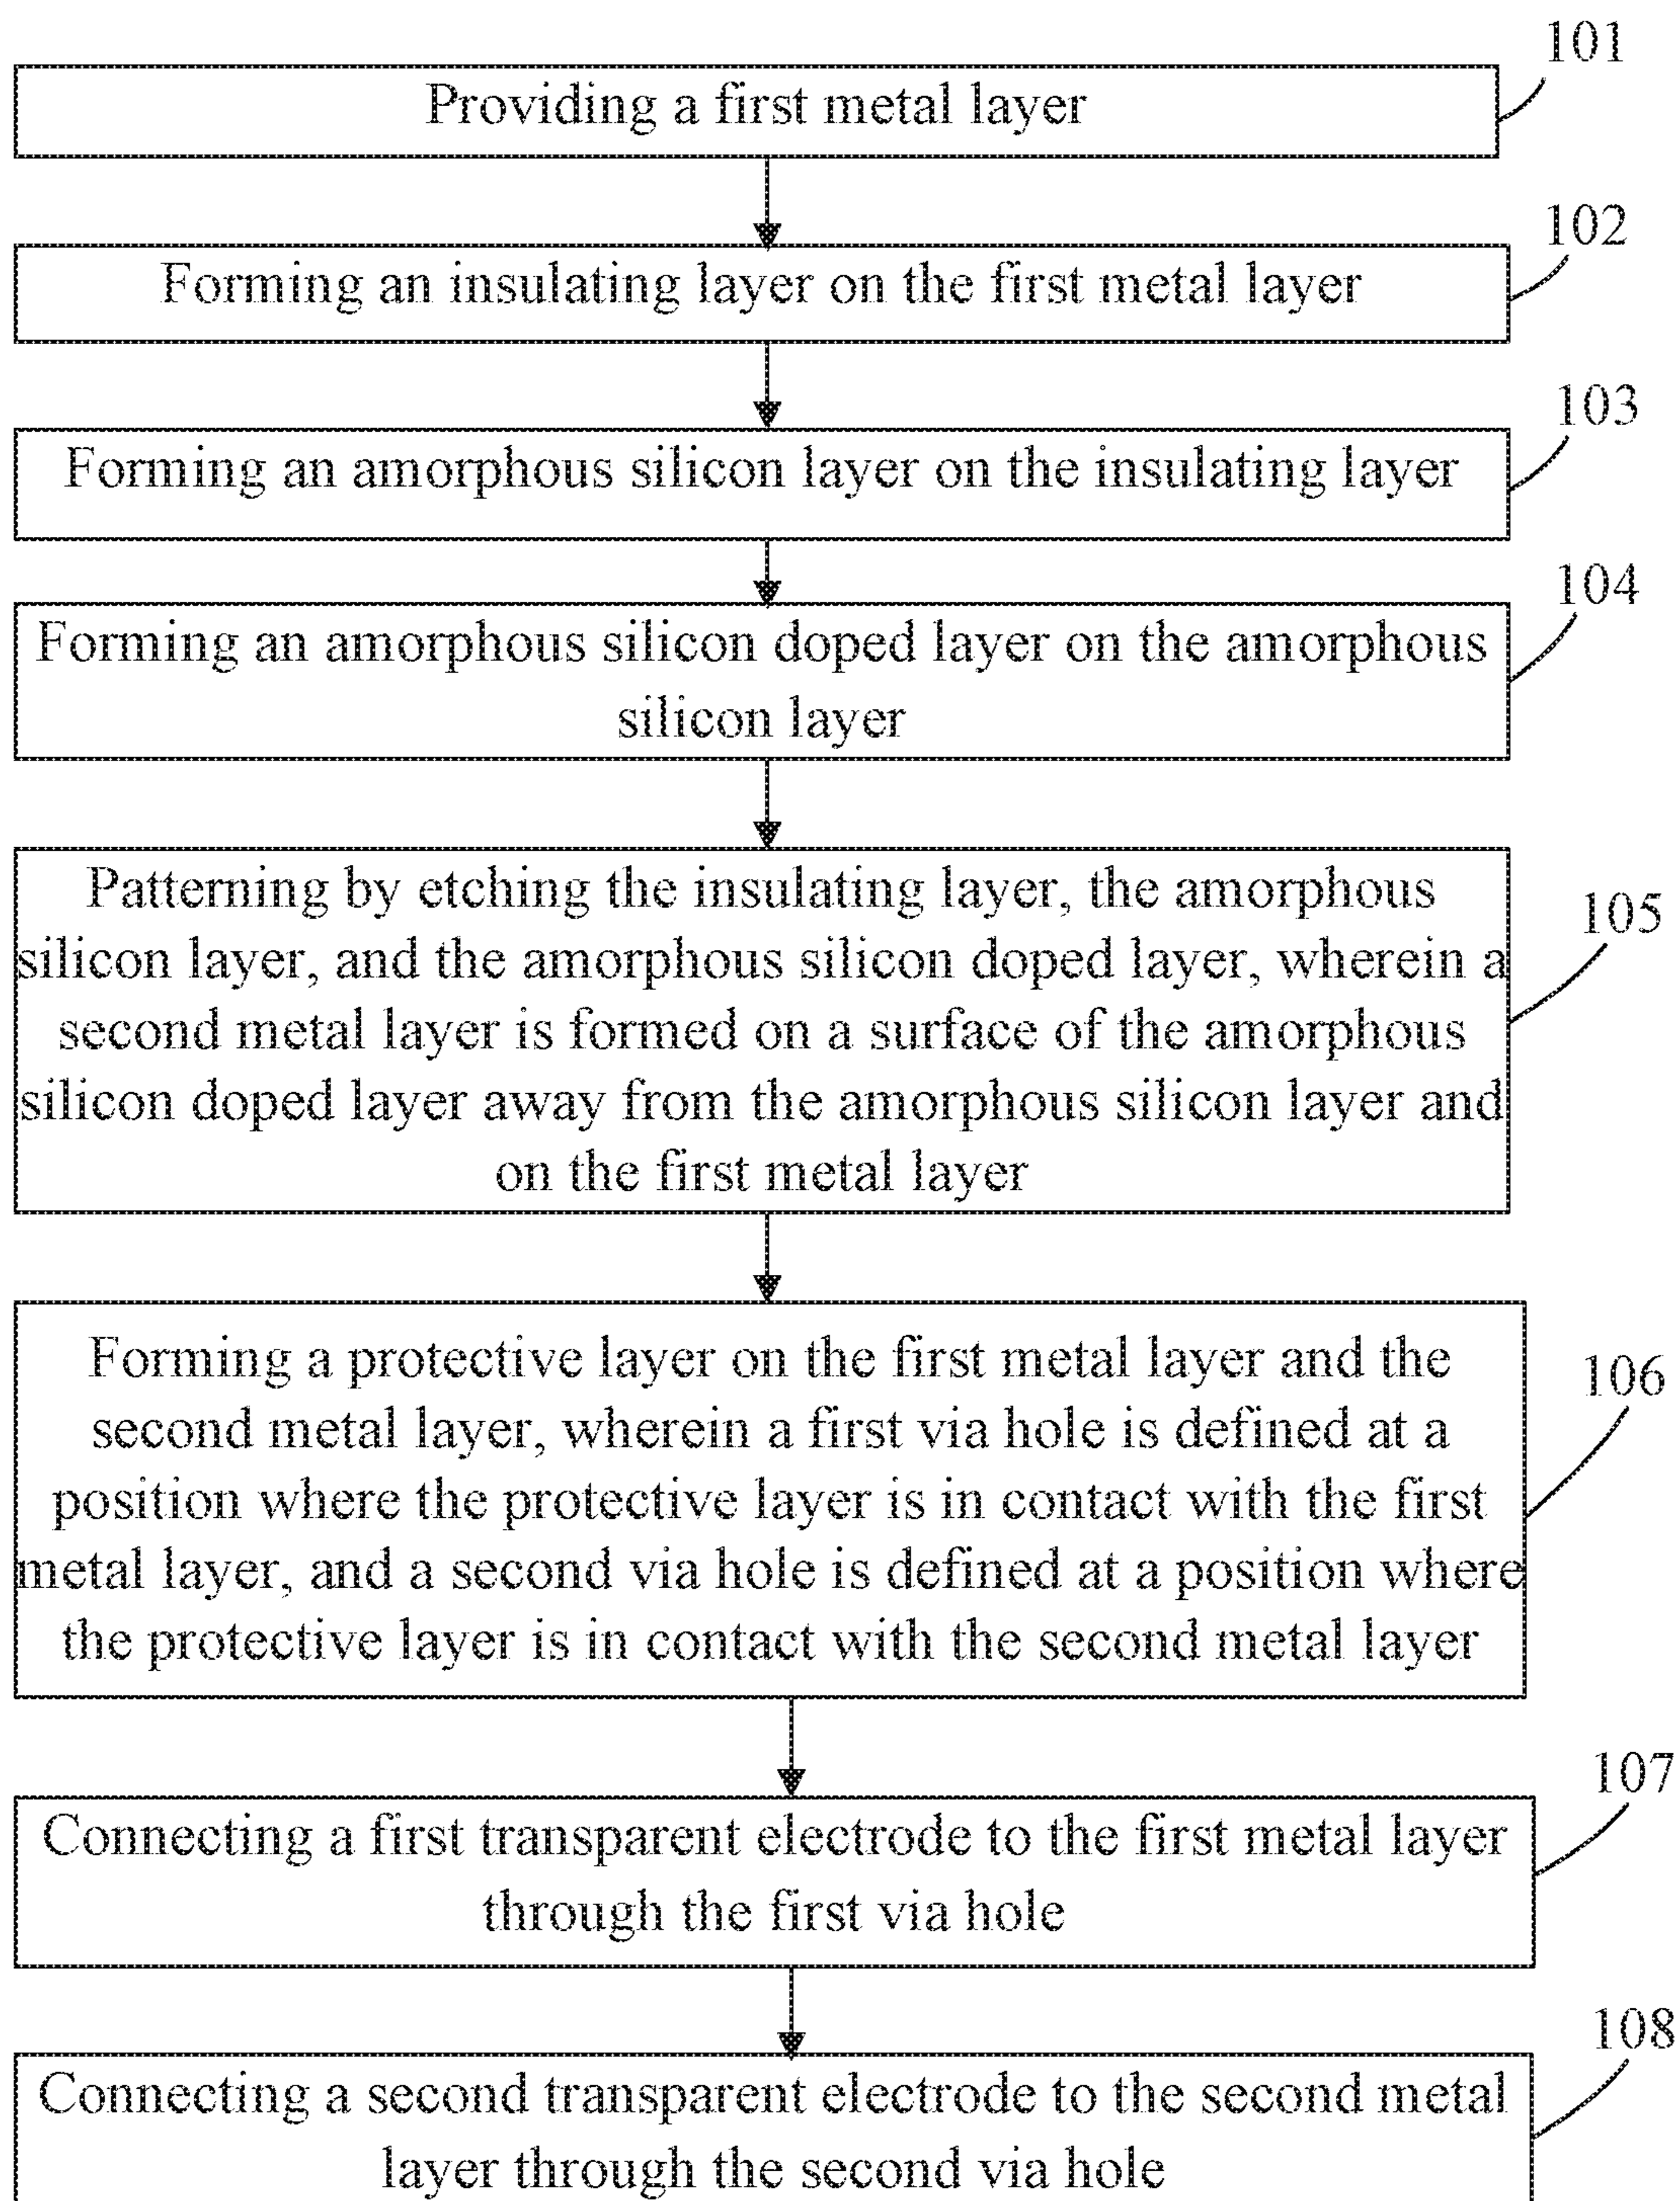 101
Providing a first metal layer
102
Forming an insulating layer on the first metal layer
103
Forming an amorphous silicon layer on the insulating layer
104
Forming an amorphous silicon doped layer on the amorphous
silicon layer
105
Patterning by etching the insulating layer, the amorphous
silicon layer, and the amorphous silicon doped layer, wherein a
second metal layer is formed on a surface of the amorphous
silicon doped layer away from the amorphous silicon layer and
on the first metal layer
106
Forming a protective layer on the first metal layer and the
second metal layer, wherein a first via hole is defined at a
position where the protective layer is in contact with the first
metal layer, and a second via hole is defined at a position where
the protective layer is in contact with the second metal layer
107
Connecting a first transparent electrode to the first metal layer
through the first via hole
108
Connecting a second transparent electrode to the second metal
layer through the second via hole